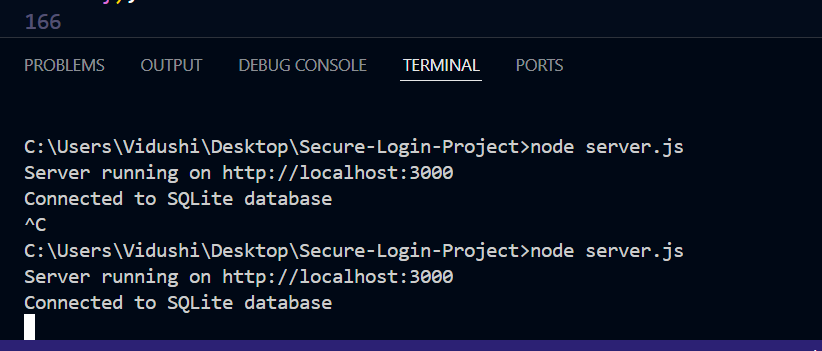 166
PROBLEMS OUTPUT DEBUG CONSOLE TERMINAL PORTS
C:\Users\Vidushi\Desktop\Secure-Login-Project>node server.js
Server running on http://localhost:3000
Connected to SQLite database
^C
C:\Users\Vidushi\Desktop\Secure-Login-Project>node server.js
Server running on http://localhost:3000
Connected to SQLite database